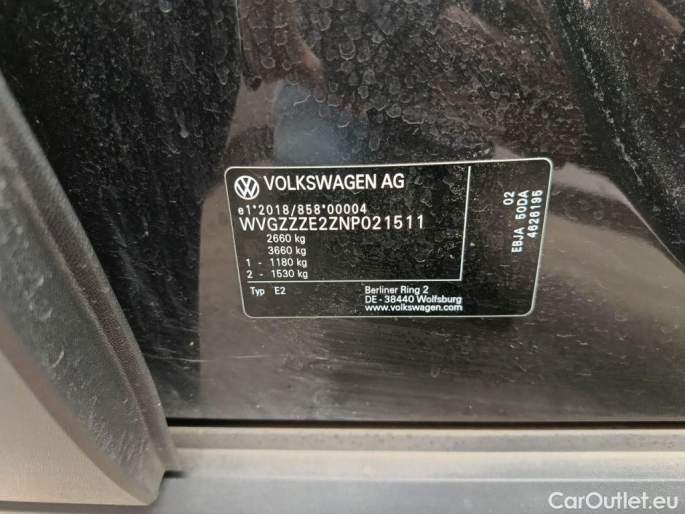 VOLKSWAGEN AG
e1*2018/858*00004
WVGZZZE2ZNP021511
2660 kg
3660 kg
1 - 1180 kg
2 - 1530 kg
Typ E2
Berliner Ring 2
DE - 38440 Wolfsburg
www.volkswagen.com
02
EBJA 50DA
4626195
CarOutlet.eu